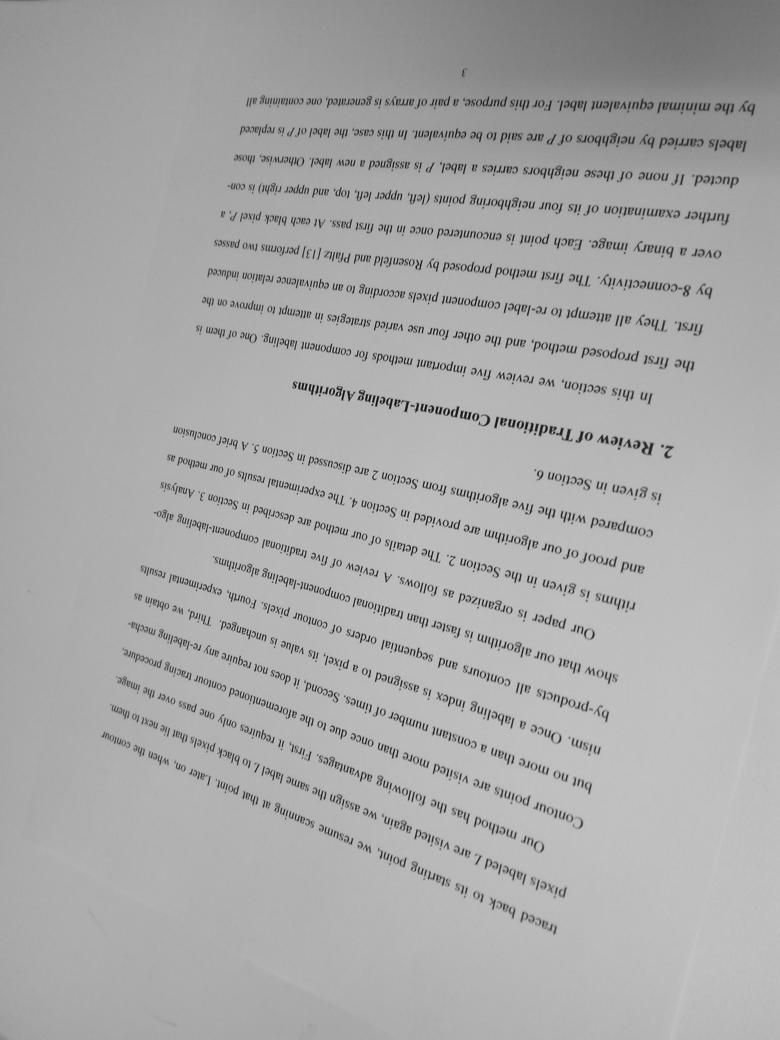 traced back to its starting point, we resume scanning at that point. Later on, when the contour
pixels labeled L are visited again, we assign the same label L to black pixels that lie next to them.
Our method has the following advantages. First, it requires only one pass over the image.
Contour points are visited more than once due to the aforementioned contour tracing procedure,
but no more than a constant number of times. Second, it does not require any re-labeling mecha-
nism. Once a labeling index is assigned to a pixel, its value is unchanged. Third, we obtain as
by-products all contours and sequential orders of contour pixels. Fourth, experimental results
show that our algorithm is faster than traditional component-labeling algorithms.
Our paper is organized as follows. A review of five traditional component-labeling algo-
rithms is given in the Section 2. The details of our method are described in Section 3. Analysis
and proof of our algorithm are provided in Section 4. The experimental results of our method as
compared with the five algorithms from Section 2 are discussed in Section 5. A brief conclusion
is given in Section 6.
2. Review of Traditional Component-Labeling Algorithms
In this section, we review five important methods for component labeling. One of them is
the first proposed method, and the other four use varied strategies in attempt to improve on the
first. They all attempt to re-label component pixels according to an equivalence relation induced
by 8-connectivity. The first method proposed by Rosenfeld and Pfaltz [13] performs two passes
over a binary image. Each point is encountered once in the first pass. At each black pixel P, a
further examination of its four neighboring points (left, upper left, top, and upper right) is con-
ducted. If none of these neighbors carries a label, P is assigned a new label. Otherwise, those
labels carried by neighbors of P are said to be equivalent. In this case, the label of P is replaced
by the minimal equivalent label. For this purpose, a pair of arrays is generated, one containing all
3